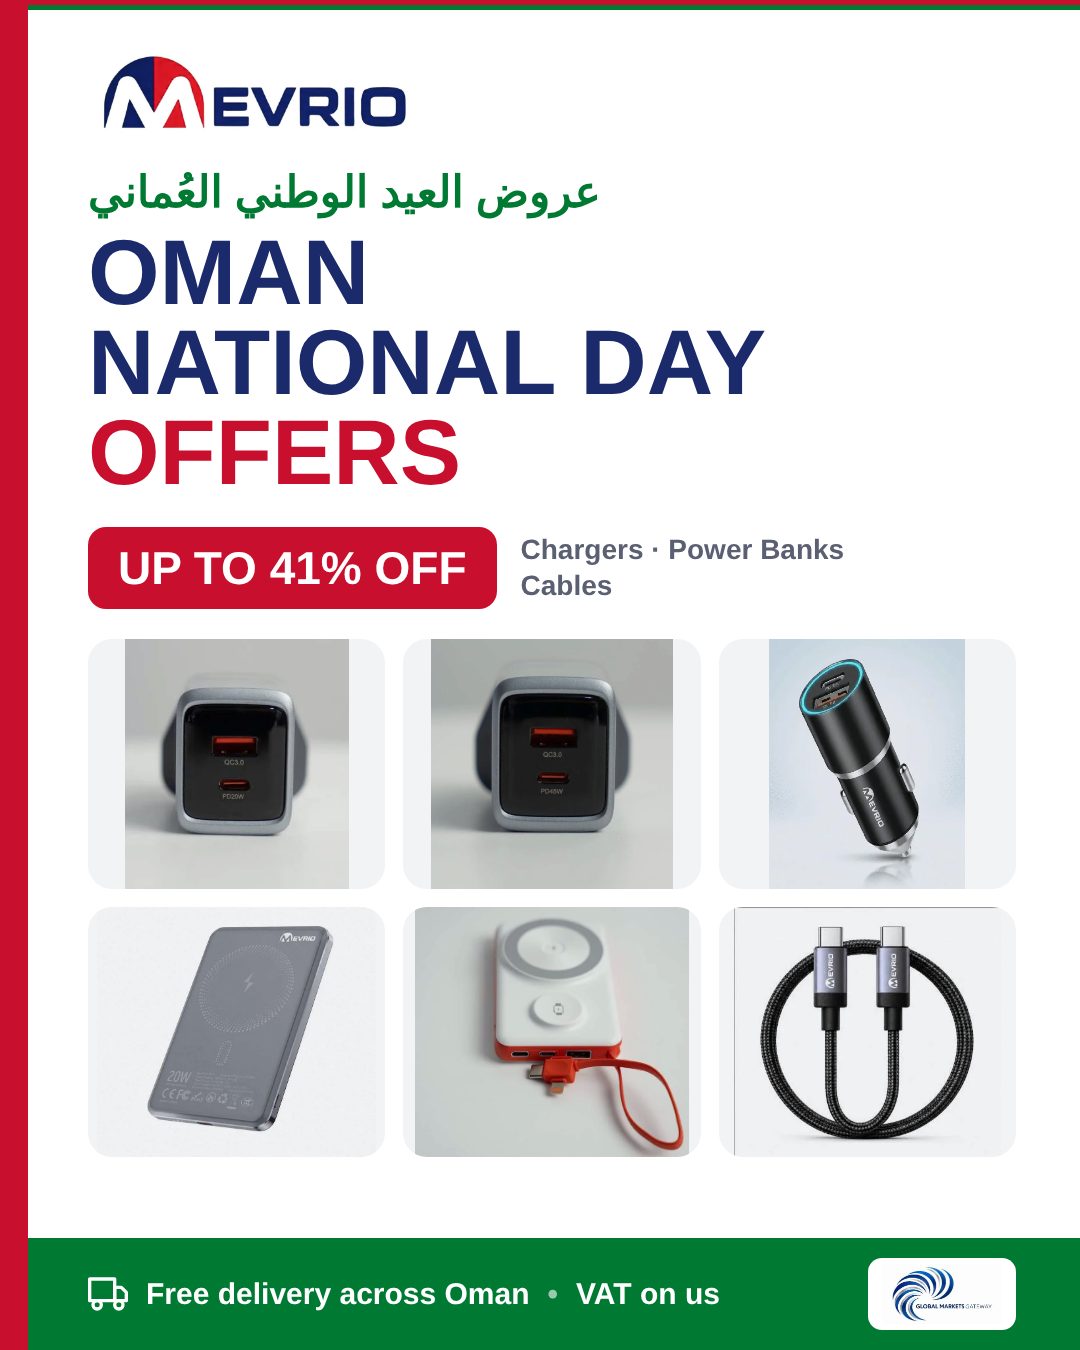 MEVRIO
عروض العيد الوطني العُماني
OMAN
NATIONAL DAY
OFFERS
UP TO 41% OFF
Chargers · Power Banks
Cables
QC3.0
PD20W
QC3.0
PD45W
MEVRIO
MEVRIO
20W
MEVRIO
MEVRIO
Free delivery across Oman • VAT on us
GLOBAL MARKETS GATEWAY